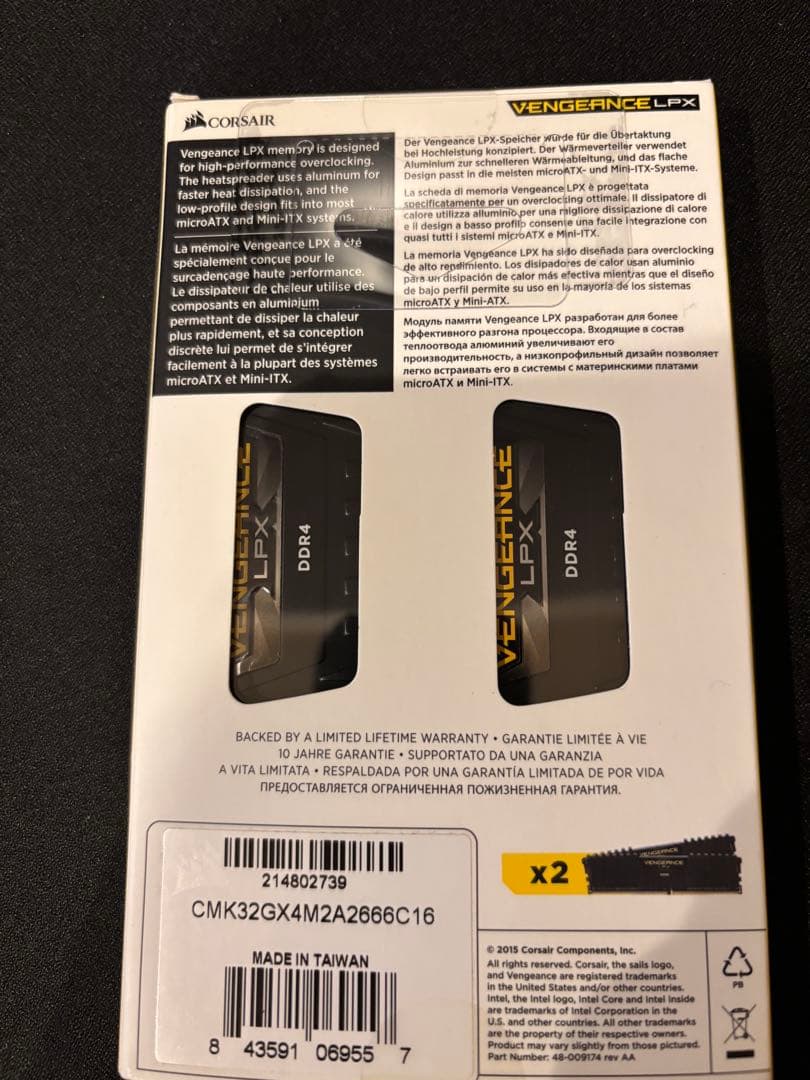 CORSAIR
VENGEANCE LPX
Vengeance LPX memory is designed
for high-performance overclocking.
The heatspreader uses aluminum for
faster heat dissipation, and the
low-profile design fits into most
microATX and Mini-ITX systems.
La mémoire Vengeance LPX a été
spécialement conçue pour le
surcadençage haute performance.
Le dissipateur de chaleur utilise des
composants en aluminium
permettant de dissiper la chaleur
plus rapidement, et sa conception
discrète lui permet de s'intégrer
facilement à la plupart des systèmes
microATX et Mini-ITX.
Der Vengeance LPX-Speicher würde für die Übertaktung
bei Hochleistung konzipiert. Der Wärmeverteiler verwendet
Aluminium zur schnelleren Wärmeableitung, und das flache
Design passt in die meisten microATX- und Mini-ITX-Systeme.
La scheda di memoria Vengeance LPX è progettata
specificatamente per un overclocking ottimale. Il dissipatore di
calore utilizza alluminio per una migliore dissipazione di calore
e il design a basso profilo consente una facile integrazione con
quasi tutti i sistemi microATX e Mini-ITX.
La memoria Vengeance LPX ha sido diseñada para overclocking
de alto rendimiento. Los disipadores de calor usan aluminio
para un disipación de calor más efectiva mientras que el diseño
de bajo perfil permite su uso en la mayoría de los sistemas
microATX y Mini-ATX.
Модуль памяти Vengeance LPX разработан для более
эффективного разгона процессора. Входящие в состав
теплоотвода алюминий увеличивают его
производительность, а низкопрофильный дизайн позволяет
легко встраивать его в системы с материнскими платами
microATX и Mini-ITX.
VENGEANCE
LPX
DDR4
VENGEANCE
LPX
DDR4
BACKED BY A LIMITED LIFETIME WARRANTY • GARANTIE LIMITÉE À VIE
10 JAHRE GARANTIE • SUPPORTATO DA UNA GARANZIA
A VITA LIMITATA • RESPALDADA POR UNA GARANTÍA LIMITADA DE POR VIDA
ПРЕДОСТАВЛЯЕТСЯ ОГРАНИЧЕННАЯ ПОЖИЗНЕННАЯ ГАРАНТИЯ.
214802739
CMK32GX4M2A2666C16
MADE IN TAIWAN
8 43591 06955 7
x2
VENGEANCE
VENGEANCE
© 2015 Corsair Components, Inc.
All rights reserved. Corsair, the sails logo,
and Vengeance are registered trademarks
in the United States and/or other countries.
Intel, the Intel logo, Intel Core and Intel Inside
are trademarks of Intel Corporation in the
U.S. and other countries. All other trademarks
are the property of their respective owners.
Product may vary slightly from those pictured.
Part Number: 48-009174 rev AA
PB